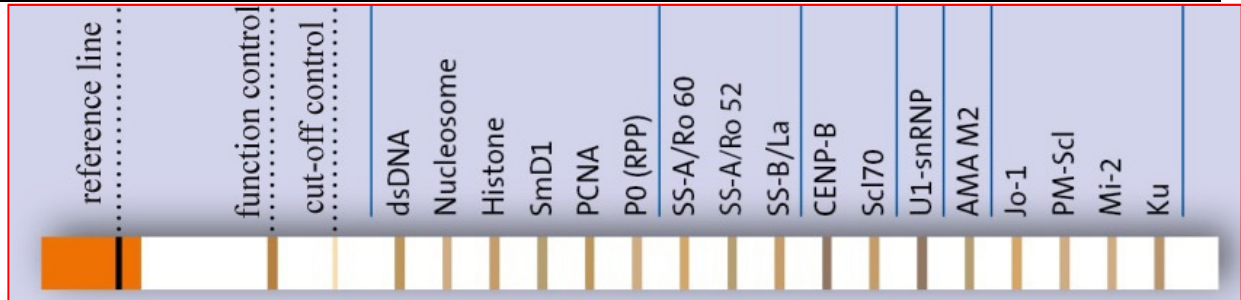 reference line
function control
cut-off control
dsDNA
Nucleosome
Histone
SmD1
PCNA
P0 (RPP)
SS-A/Ro 60
SS-A/Ro 52
SS-B/La
CENP-B
Scl70
U1-snRNP
AMA M2
Jo-1
PM-Scl
Mi-2
Ku